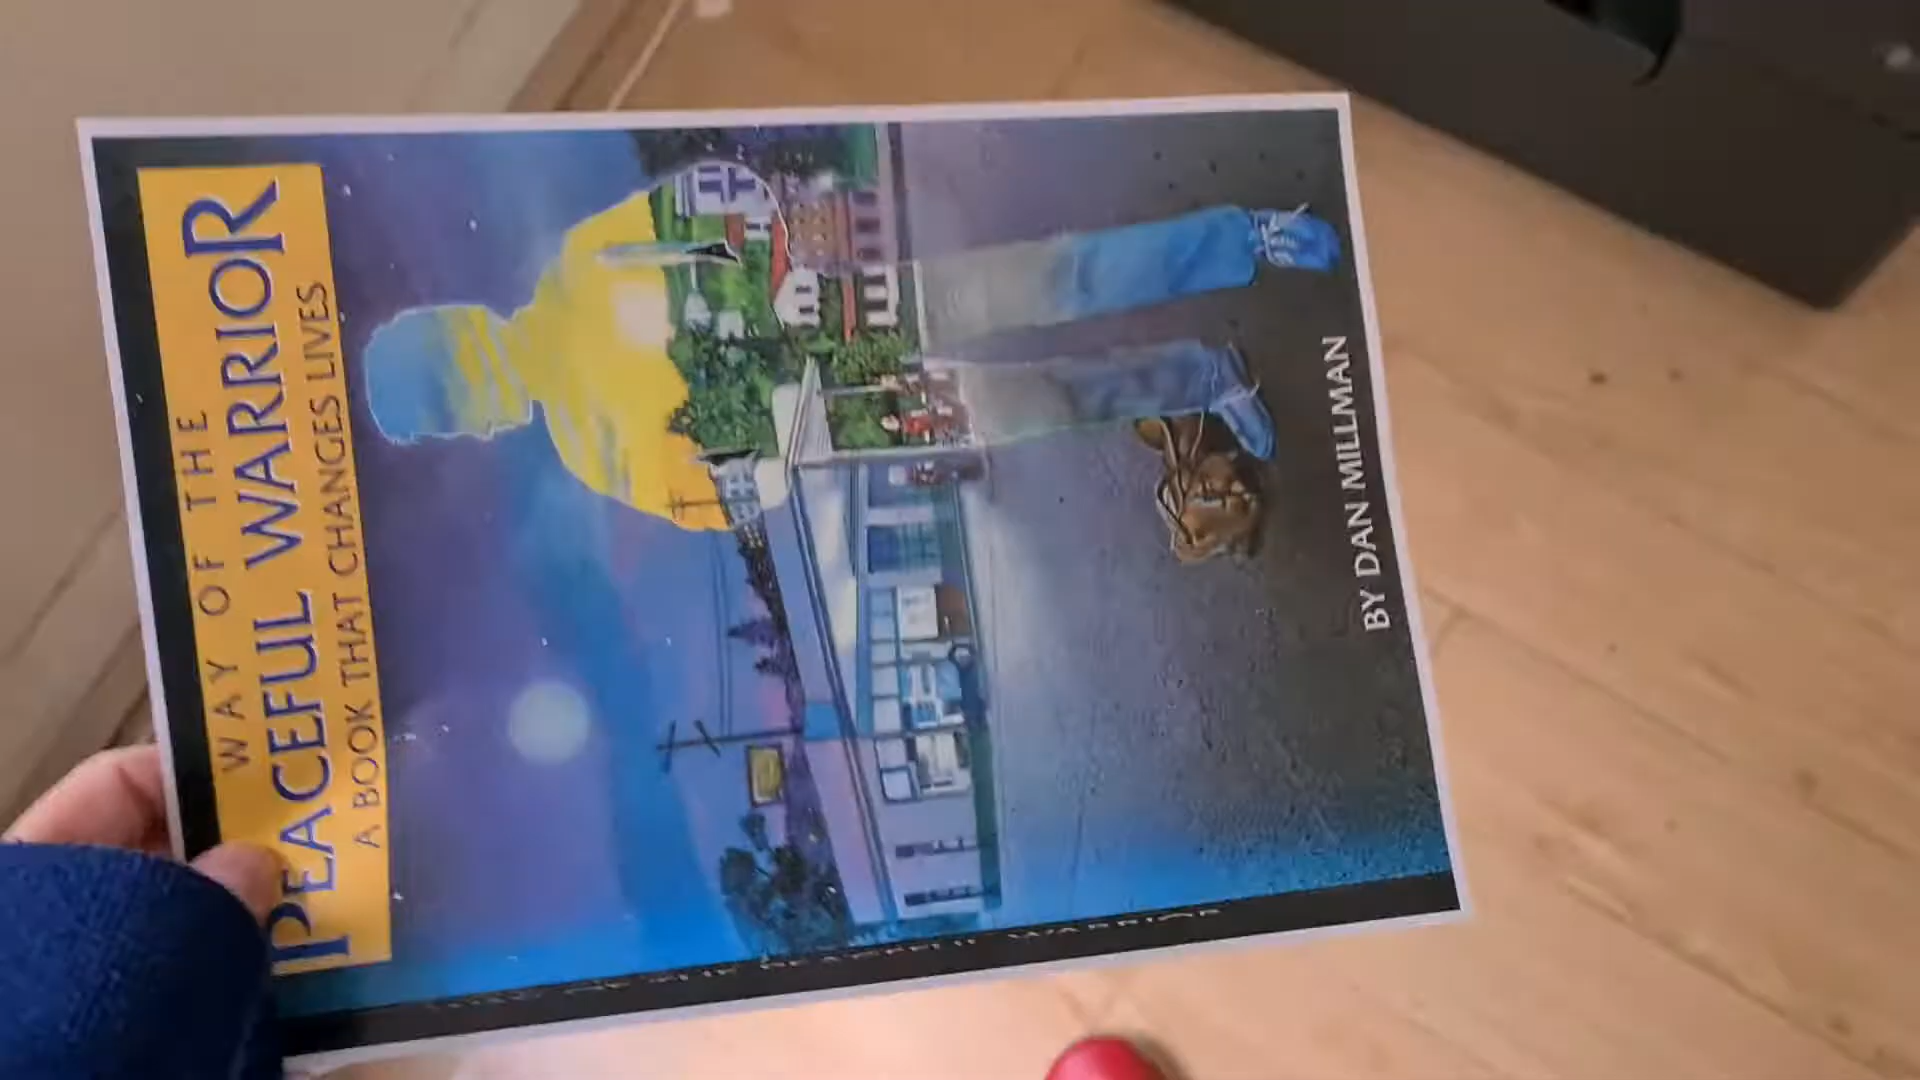 WAY OF THE
PEACEFUL WARRIOR
A BOOK THAT CHANGES LIVES
BY DAN MILLMAN